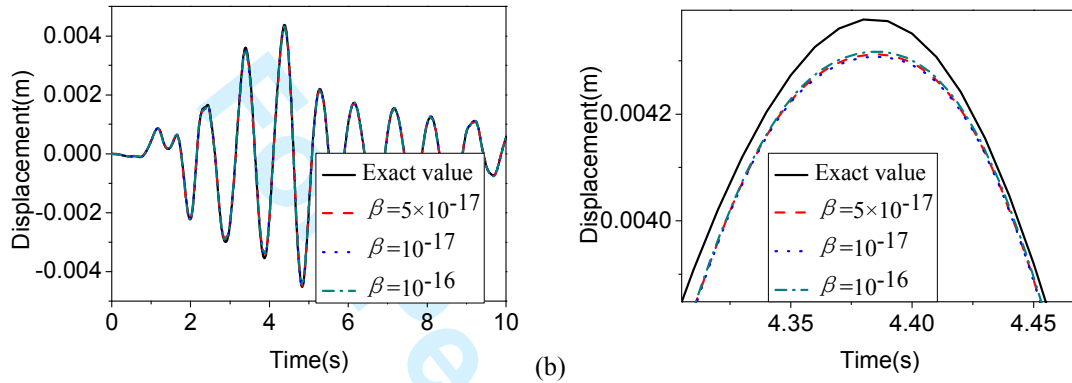 Displacement(m)
0.004
0.002
0.000
-0.002
-0.004
0 2 4 6 8 10
Time(s)
Exact value
β=5×10-17
β=10-17
β=10-16
(b)
Displacement(m)
0.0042
0.0040
4.35 4.40 4.45
Time(s)
Exact value
β=5×10-17
β=10-17
β=10-16